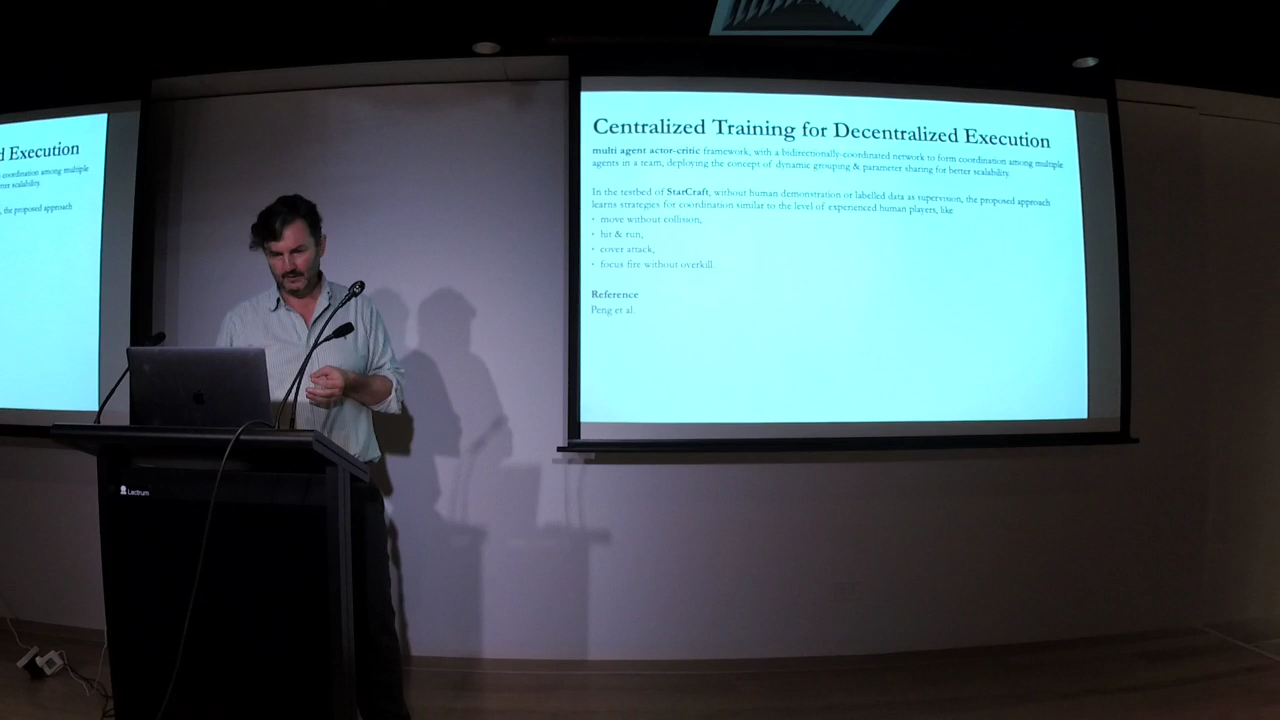 d Execution
coordination among multiple
tter scalability.
, the proposed approach
Centralized Training for Decentralized Execution
multi agent actor-critic framework, with a bidirectionally-coordinated network to form coordination among multiple
agents in a team, deploying the concept of dynamic grouping & parameter sharing for better scalability.
In the testbed of StarCraft, without human demonstration or labelled data as supervision, the proposed approach
learns strategies for coordination similar to the level of experienced human players, like
• move without collision,
• hit & run,
• cover attack,
• focus fire without overkill.
Reference
Peng et al.
Lectrum